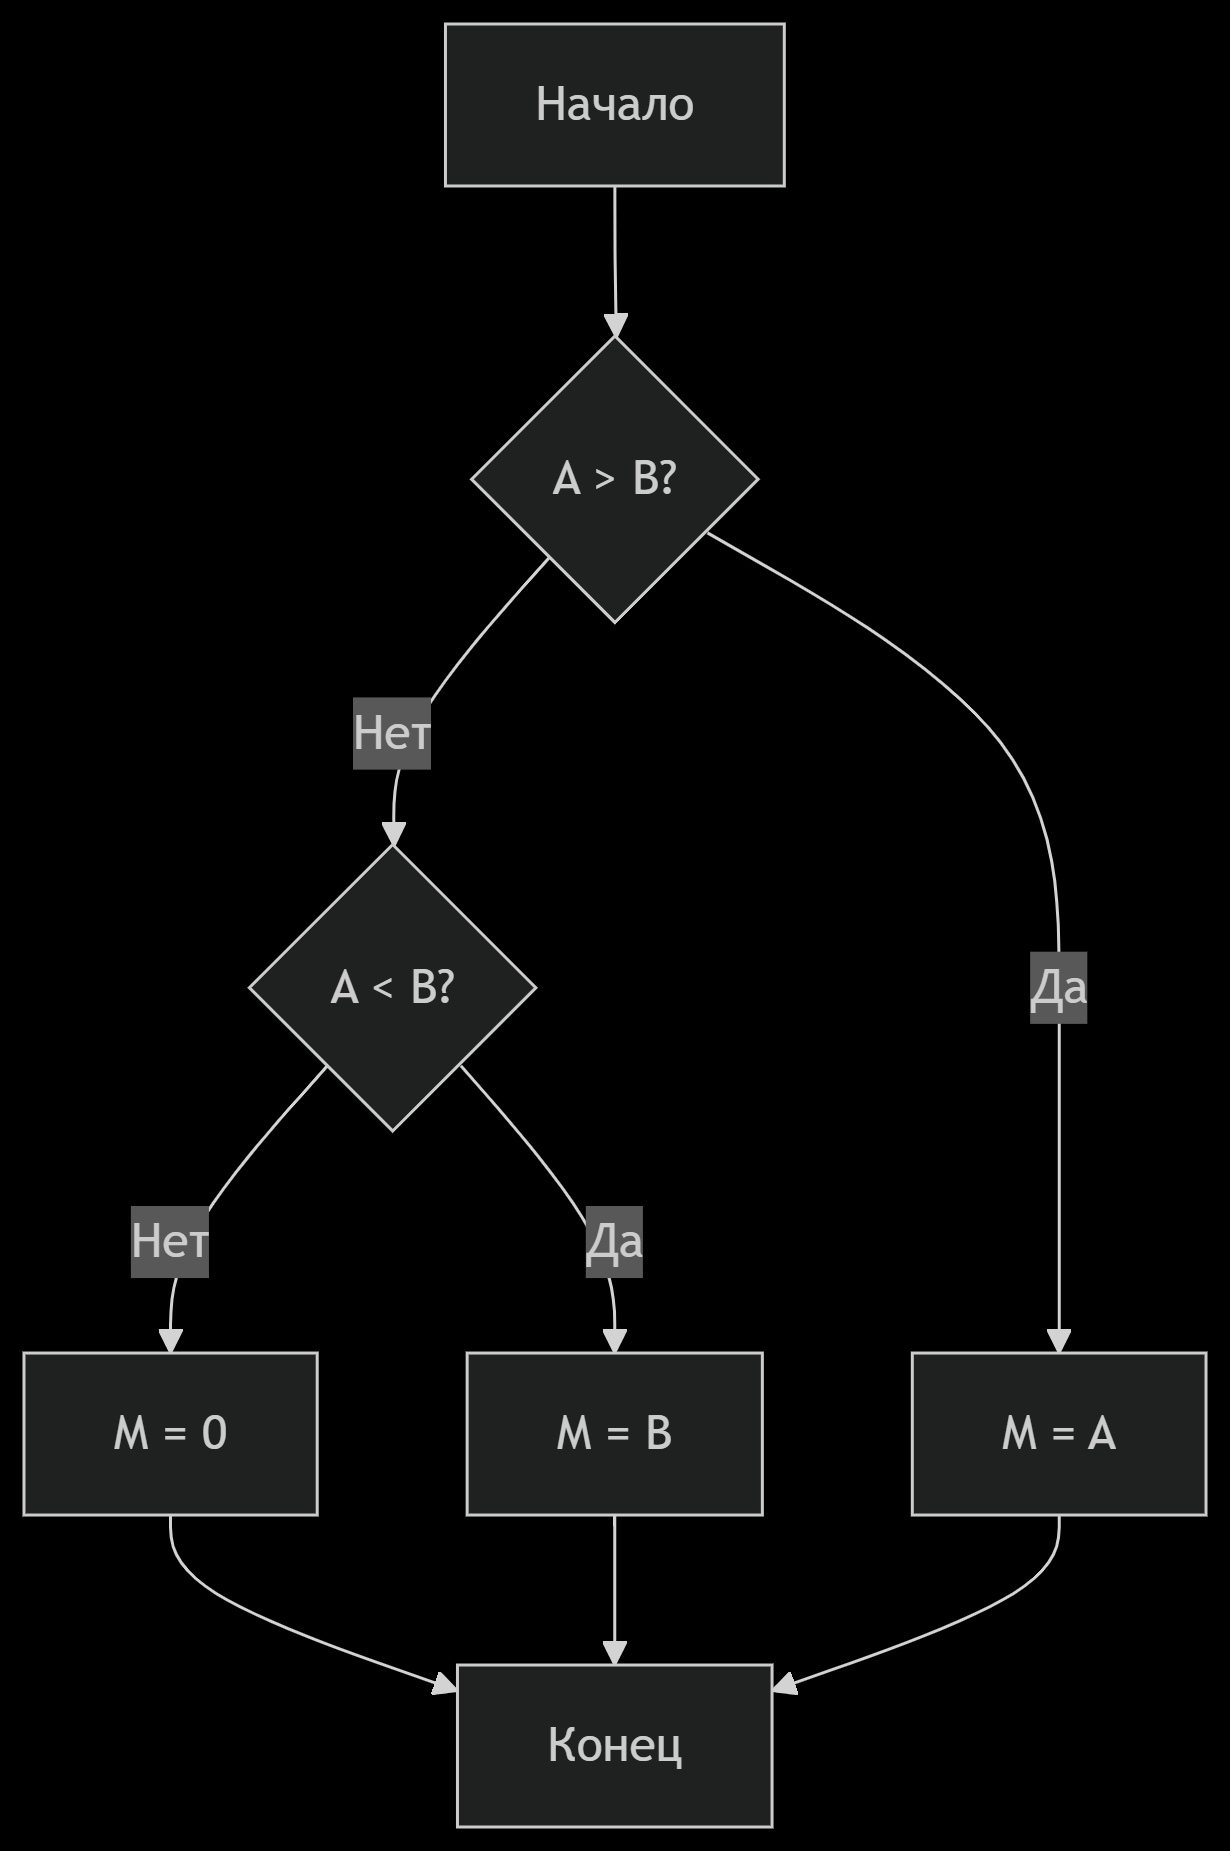 Начало
A > B?
Нет
A < B?
Да
Нет
Да
M = 0
M = B
M = A
Конец